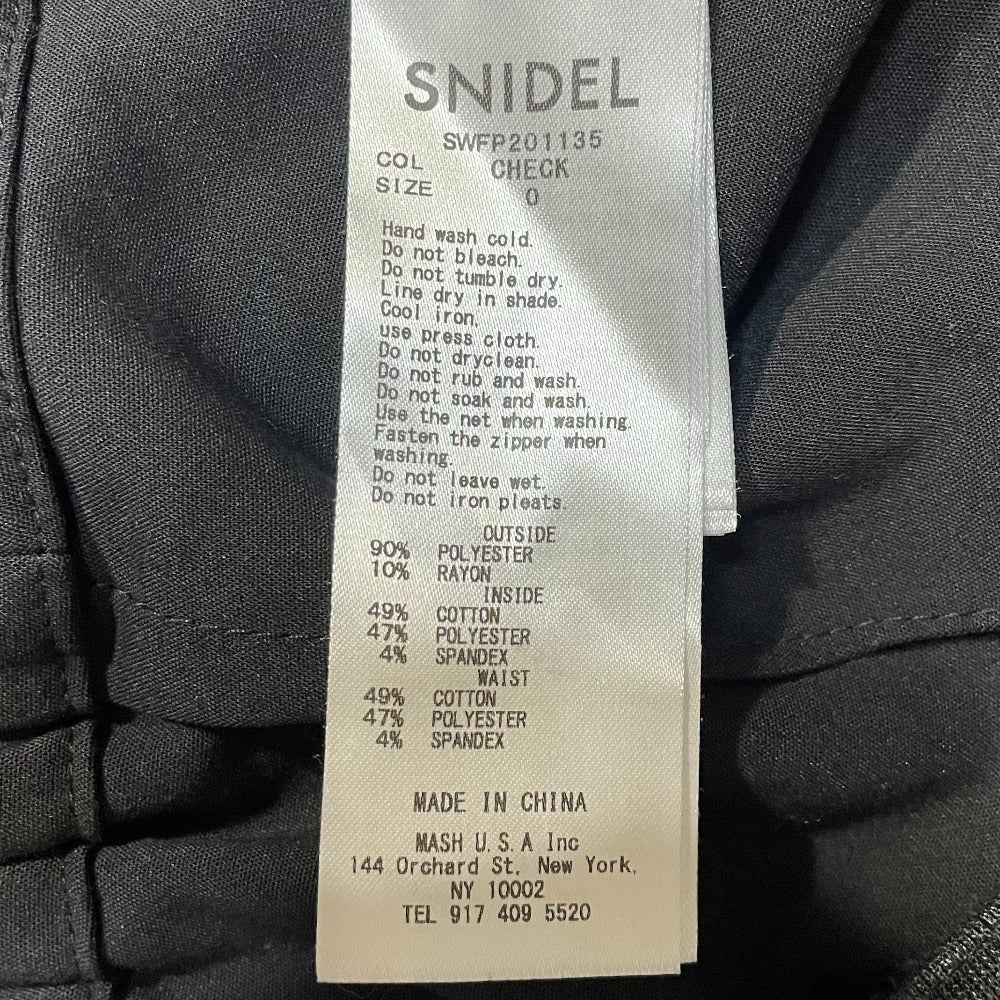 SNIDEL
SWFP201135
COL CHECK
SIZE 0
Hand wash cold.
Do not bleach.
Do not tumble dry.
Line dry in shade.
Cool iron.
use press cloth.
Do not dryclean.
Do not rub and wash.
Do not soak and wash.
Use the net when washing.
Fasten the zipper when
washing.
Do not leave wet.
Do not iron pleats.
OUTSIDE
90% POLYESTER
10% RAYON
INSIDE
49% COTTON
47% POLYESTER
4% SPANDEX
WAIST
49% COTTON
47% POLYESTER
4% SPANDEX
MADE IN CHINA
MASH U.S.A Inc
144 Orchard St, New York,
NY 10002
TEL 917 409 5520